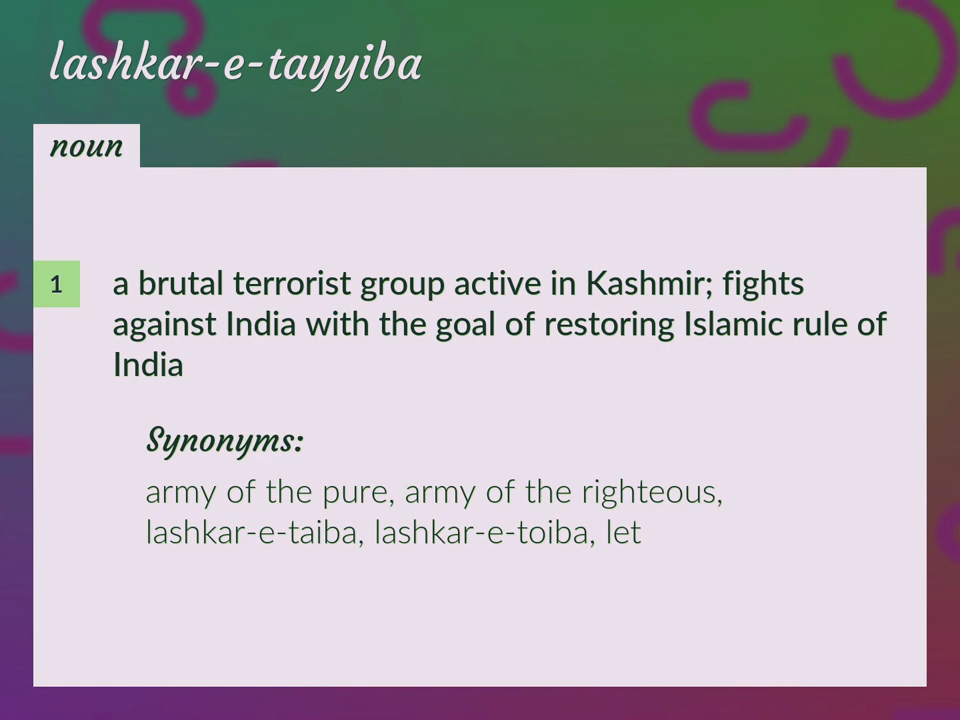 lashkar-e-tayyiba
noun
1
a brutal terrorist group active in Kashmir; fights
against India with the goal of restoring Islamic rule of
India
Synonyms:
army of the pure, army of the righteous,
lashkar-e-taiba, lashkar-e-toiba, let